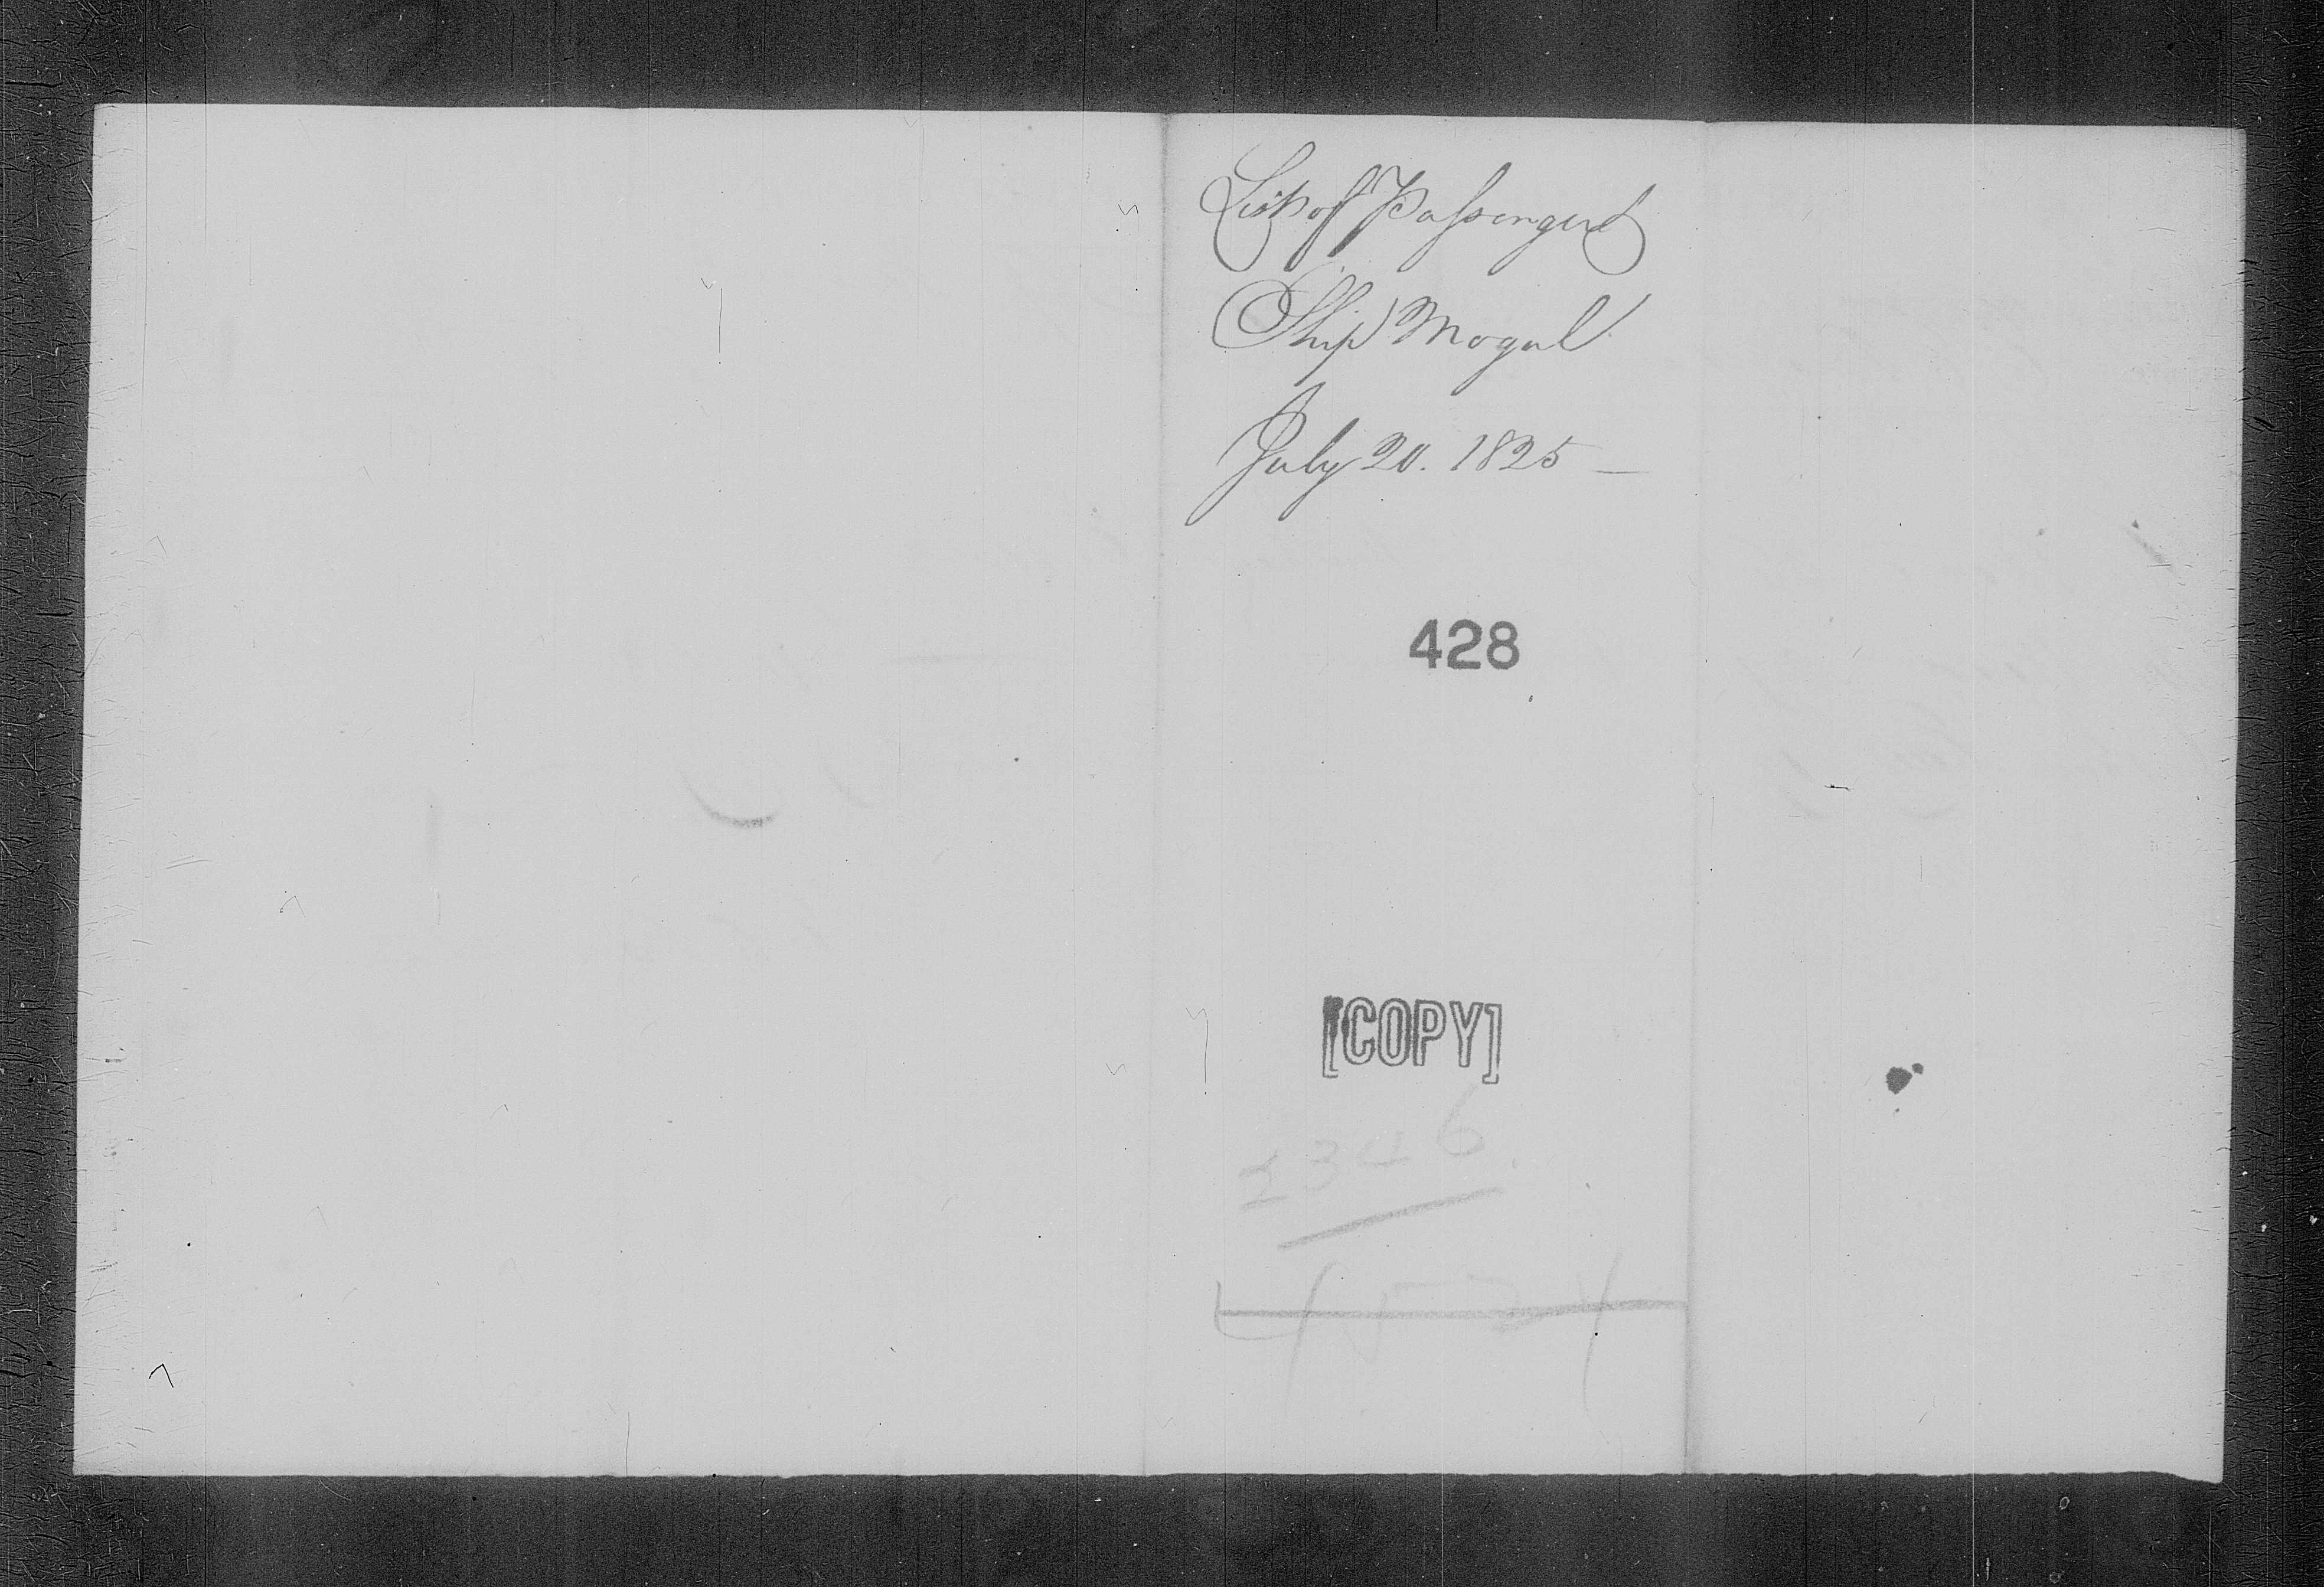 List of Passengers
Ship Mogul
July 20. 1825 —
428
[COPY]
2346